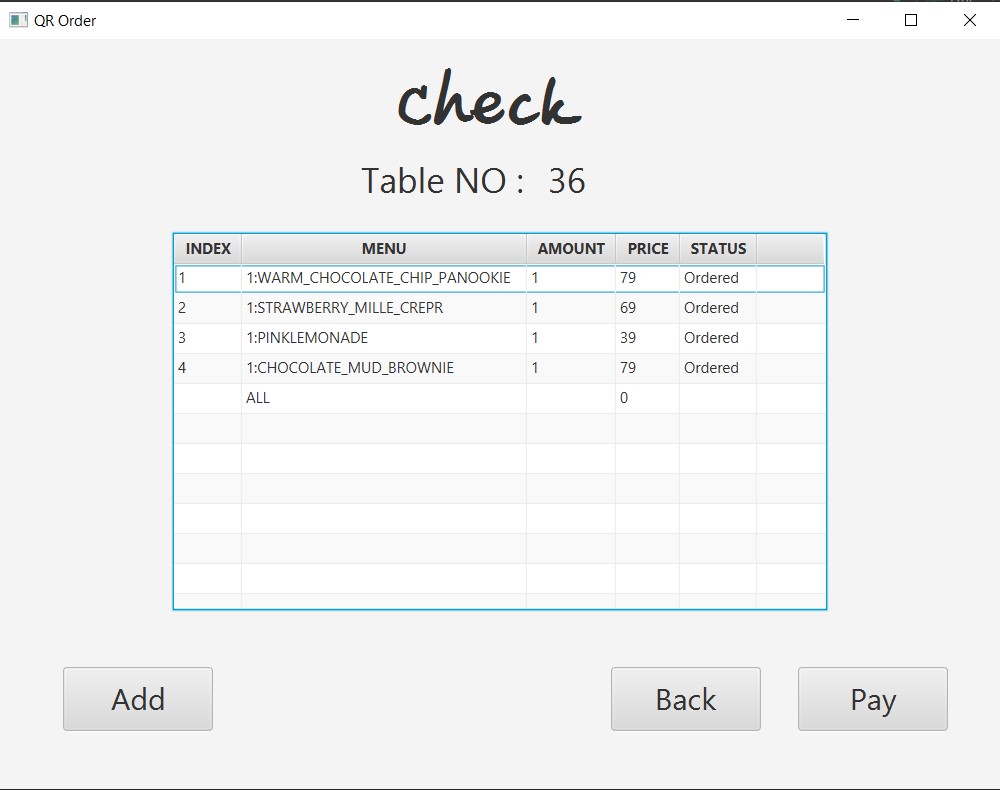 QR Order
Check
Table NO : 36
INDEX MENU AMOUNT PRICE STATUS
1 1:WARM_CHOCOLATE_CHIP_PANOOKIE 1 79 Ordered
2 1:STRAWBERRY_MILLE_CREPR 1 69 Ordered
3 1:PINKLEMONADE 1 39 Ordered
4 1:CHOCOLATE_MUD_BROWNIE 1 79 Ordered
ALL 0
Add Back Pay